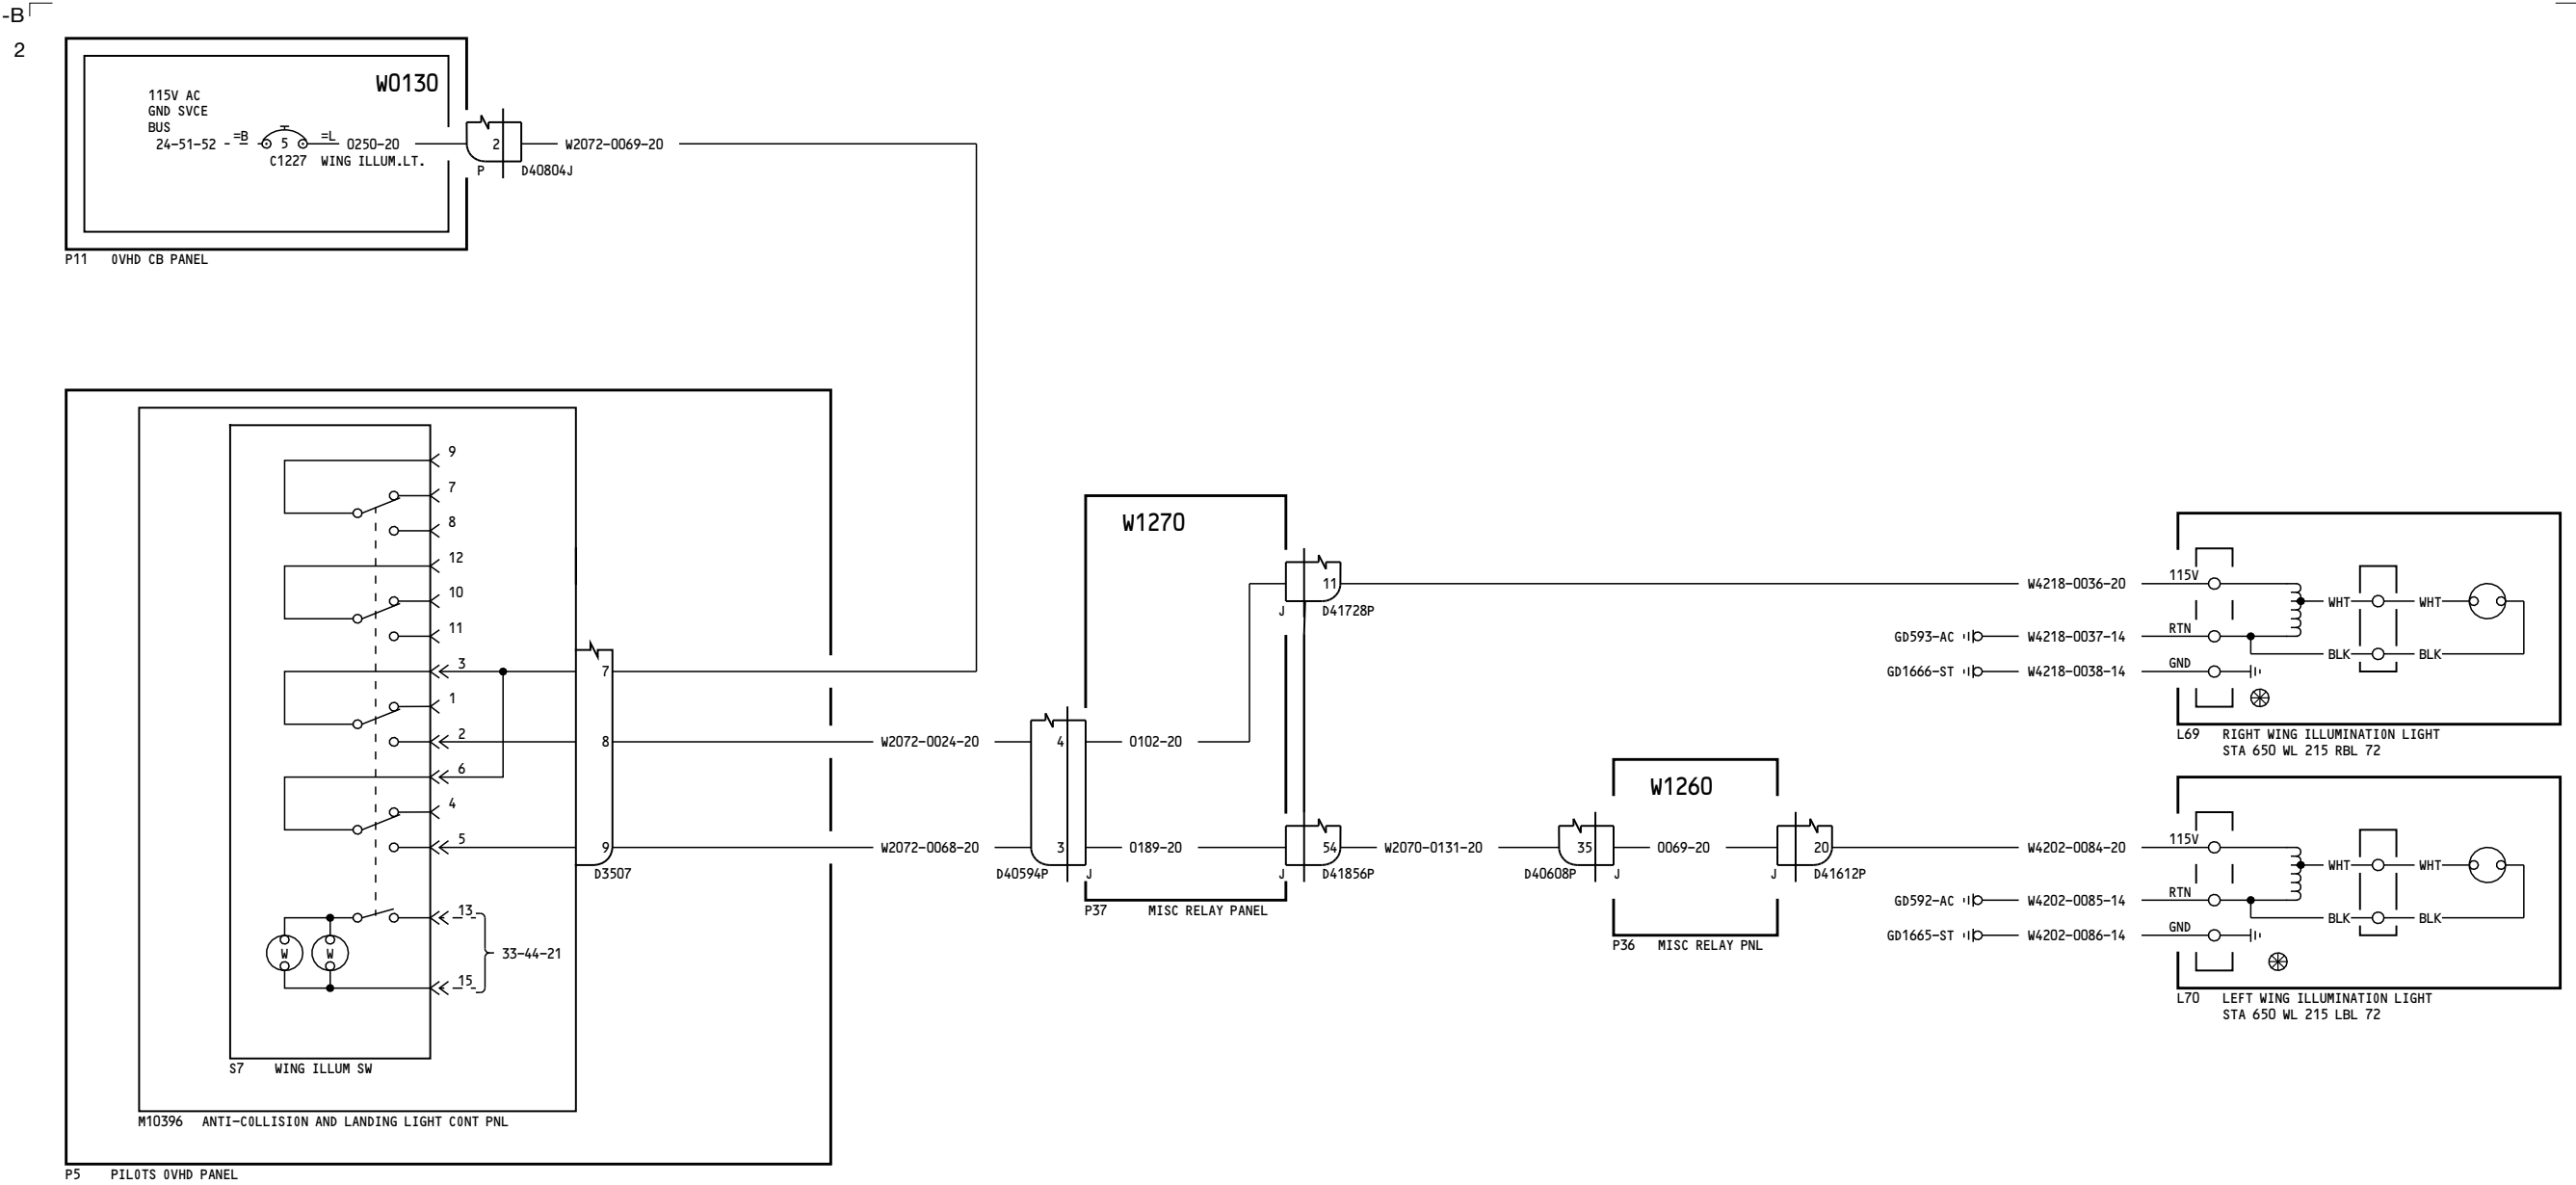 -B
2
W0130
115V AC
GND SVCE
BUS
24-51-52
=B
5
=L
0250-20
C1227
WING ILLUM.LT.
2
P
D40804J
W2072-0069-20
P11 OVHD CB PANEL
9
7
8
12
10
11
3
1
2
6
4
5
13
15
33-44-21
W
W
S7 WING ILLUM SW
M10396 ANTI-COLLISION AND LANDING LIGHT CONT PNL
P5 PILOTS OVHD PANEL
7
8
9
D3507
W2072-0024-20
W2072-0068-20
4
3
D40594P
J
W1270
0102-20
0189-20
P37 MISC RELAY PANEL
11
J
D41728P
54
J
D41856P
W2070-0131-20
35
D40608P
J
W1260
0069-20
P36 MISC RELAY PNL
20
J
D41612P
W4218-0036-20
GD593-AC
W4218-0037-14
GD1666-ST
W4218-0038-14
115V
RTN
GND
WHT
WHT
BLK
BLK
L69 RIGHT WING ILLUMINATION LIGHT
STA 650 WL 215 RBL 72
W4202-0084-20
GD592-AC
W4202-0085-14
GD1665-ST
W4202-0086-14
115V
RTN
GND
WHT
WHT
BLK
BLK
L70 LEFT WING ILLUMINATION LIGHT
STA 650 WL 215 LBL 72